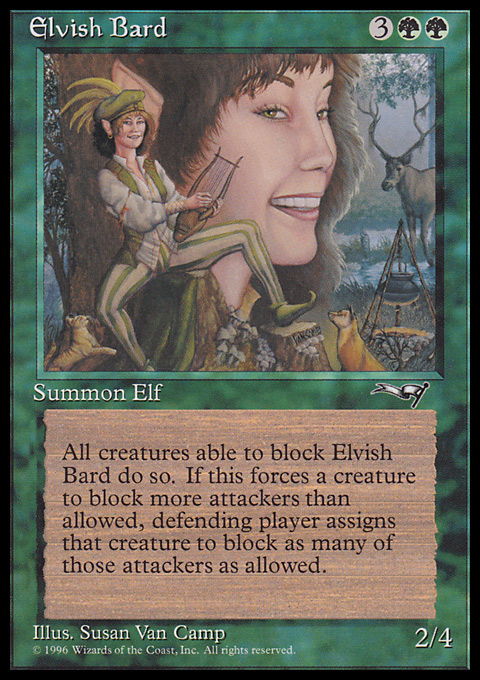 Elvish Bard 3
Summon Elf
All creatures able to block Elvish
Bard do so. If this forces a creature
to block more attackers than
allowed, defending player assigns
that creature to block as many of
those attackers as allowed.
Illus. Susan Van Camp
2/4
© 1996 Wizards of the Coast, Inc. All rights reserved.